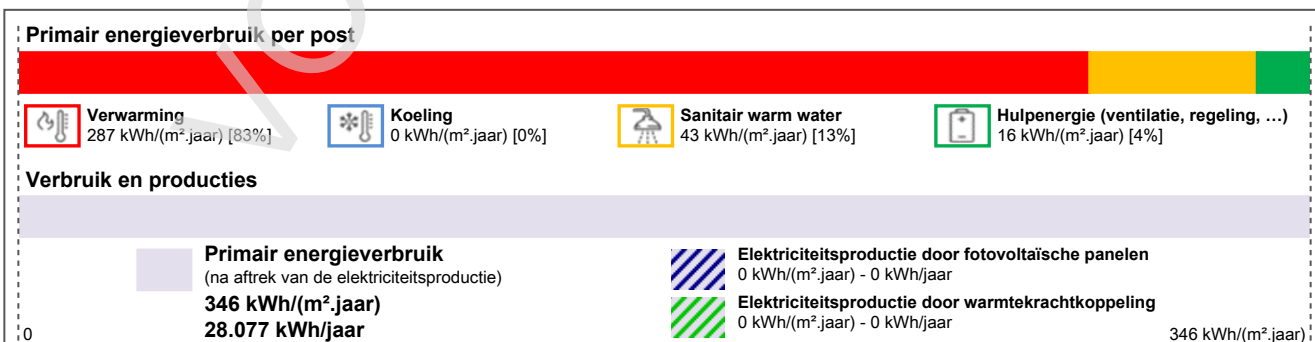 Primair energieverbruik per post
Verwarming
287 kWh/(m².jaar) [83%]
Koeling
0 kWh/(m².jaar) [0%]
Sanitair warm water
43 kWh/(m².jaar) [13%]
Hulpenergie (ventilatie, regeling, …)
16 kWh/(m².jaar) [4%]
Verbruik en producties
Primair energieverbruik
(na aftrek van de elektriciteitsproductie)
346 kWh/(m².jaar)
28.077 kWh/jaar
Elektriciteitsproductie door fotovoltaïsche panelen
0 kWh/(m².jaar) - 0 kWh/jaar
Elektriciteitsproductie door warmtekrachtkoppeling
0 kWh/(m².jaar) - 0 kWh/jaar
0
346 kWh/(m².jaar)